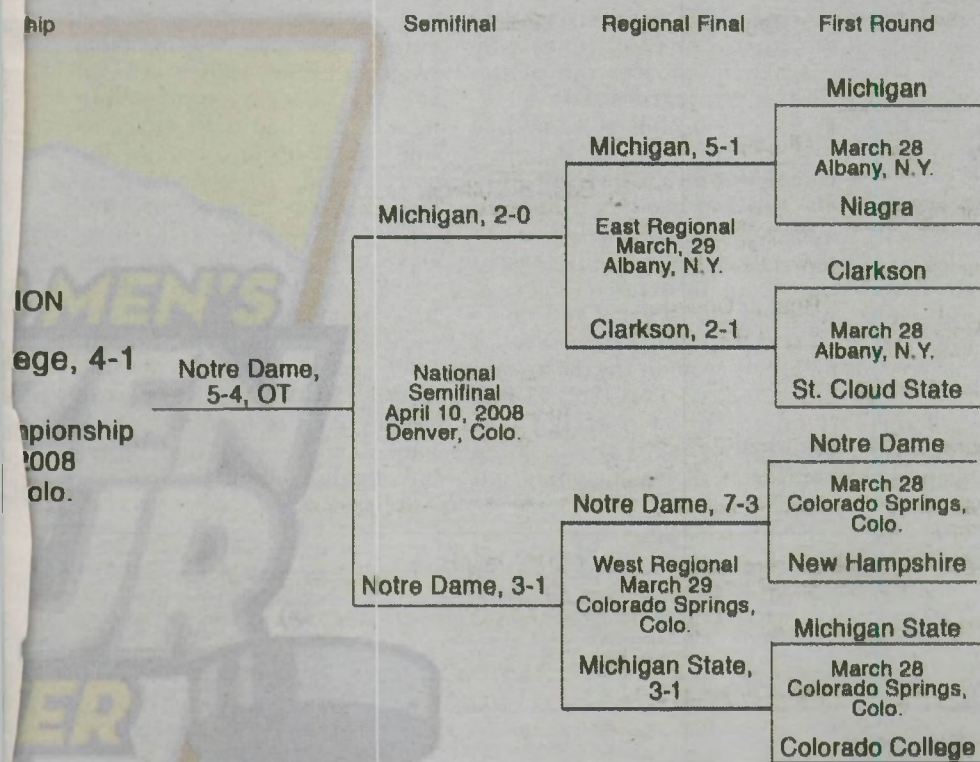 hip Semifinal Regional Final First Round
Michigan
Michigan, 5-1
March 28
Albany, N.Y.
Niagra
Michigan, 2-0
East Regional
March, 29
Albany, N.Y.
Clarkson
Clarkson, 2-1
March 28
Albany, N.Y.
St. Cloud State
ION
ege, 4-1
npionship
2008
olo.
Notre Dame,
5-4, OT
National
Semifinal
April 10, 2008
Denver, Colo.
Notre Dame
Notre Dame, 7-3
March 28
Colorado Springs,
Colo.
New Hampshire
Notre Dame, 3-1
West Regional
March 29
Colorado Springs,
Colo.
Michigan State
Michigan State,
3-1
March 28
Colorado Springs,
Colo.
Colorado College
MEN'S
ZEN
UR
ER